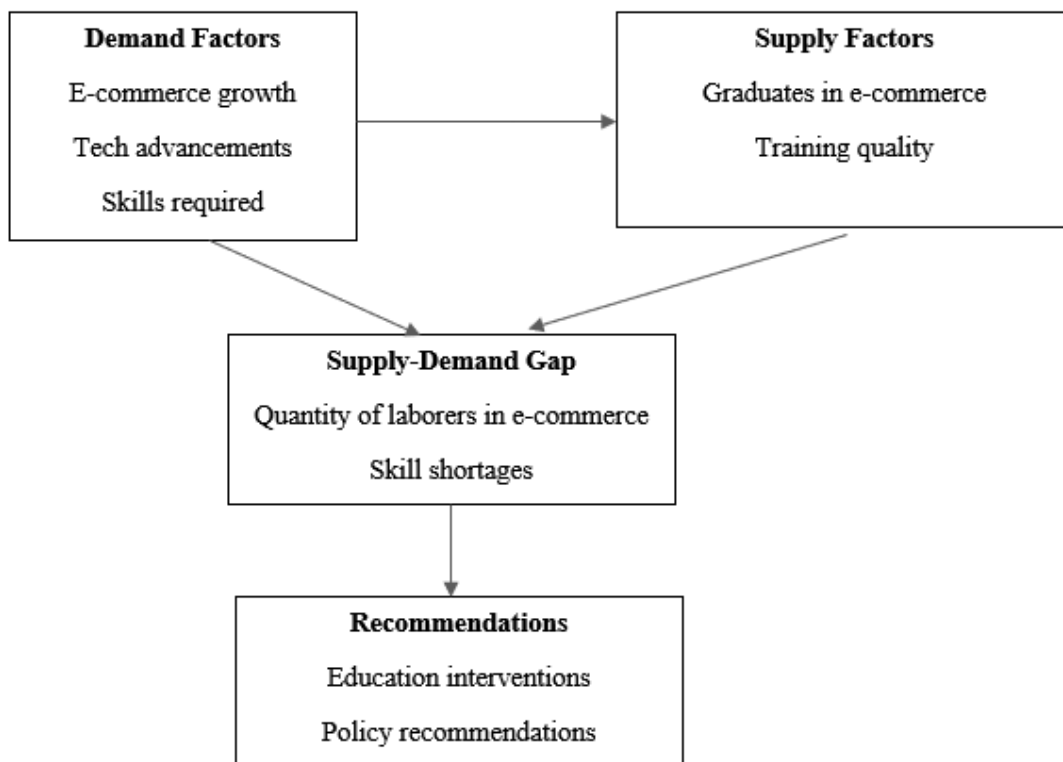 Demand Factors
E-commerce growth
Tech advancements
Skills required
Supply Factors
Graduates in e-commerce
Training quality
Supply-Demand Gap
Quantity of laborers in e-commerce
Skill shortages
Recommendations
Education interventions
Policy recommendations